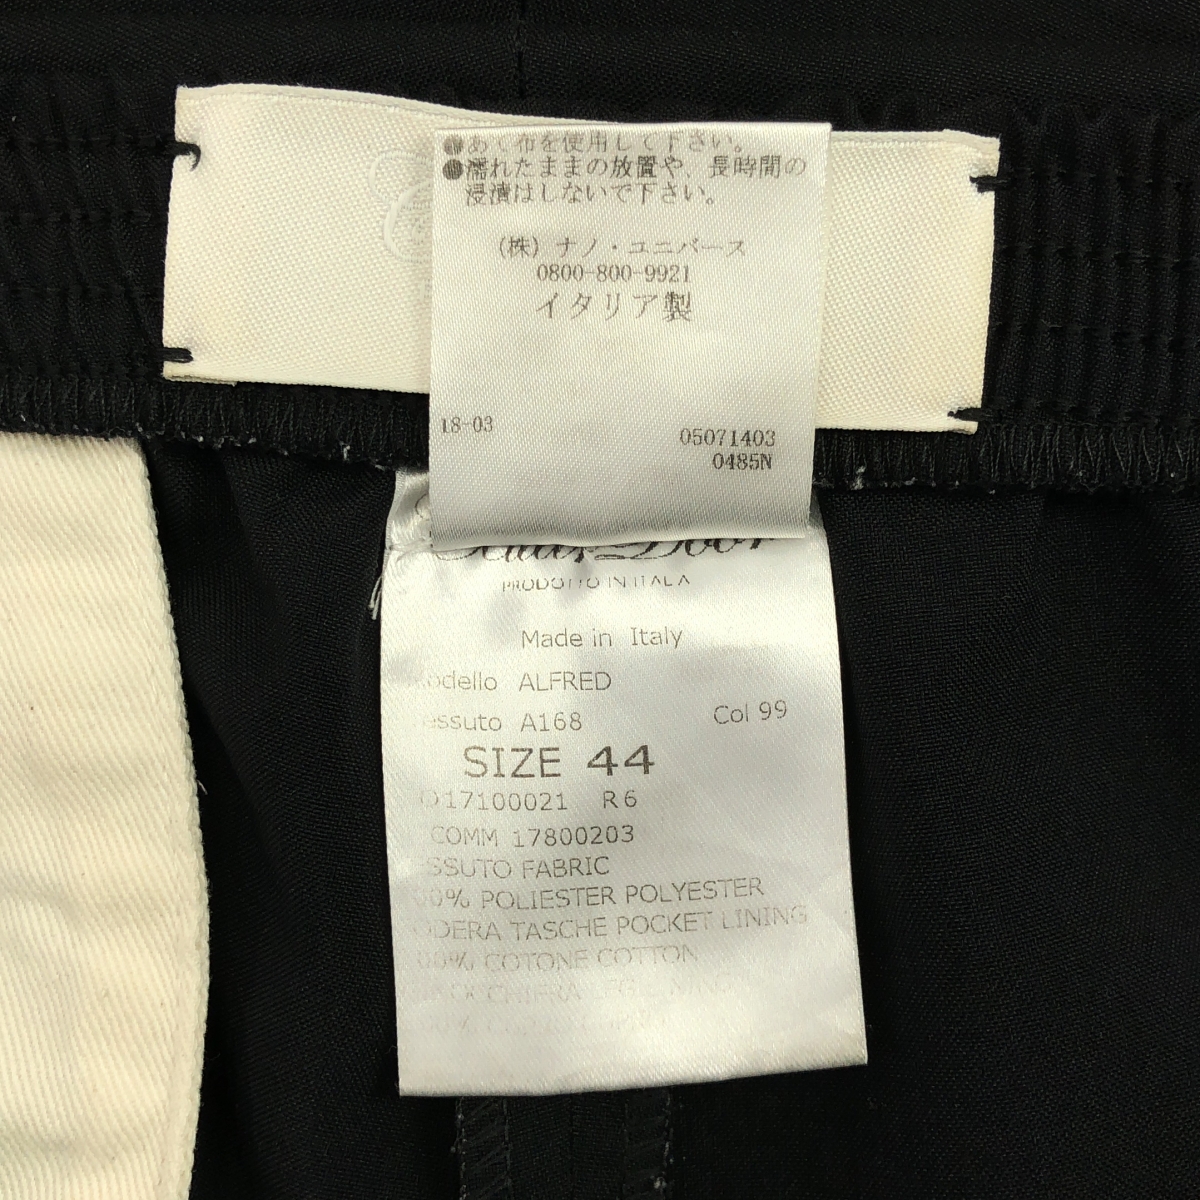 ●あて布を使用して下さい。
●濡れたままの放置や、長時間の
浸漬はしないで下さい。
(株) ナノ・ユニバース
0800-800-9921
イタリア製
18-03
05071403
0485N
Door
PRODOTTO IN ITALA
Made in Italy
odello ALFRED
essuto A168 Col 99
SIZE 44
17100021 R6
COMM 17800203
SSUTO FABRIC
00% POLIESTER POLYESTER
ODERA TASCHE POCKET LINING
00% COTONE COTTON